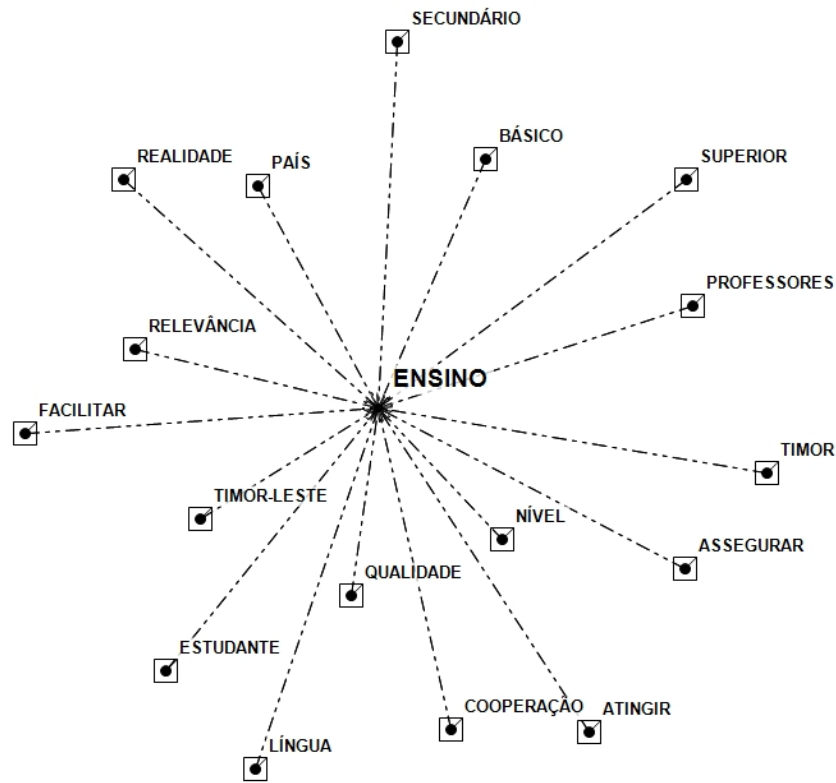 SECUNDÁRIO
BÁSICO
REALIDADE
PAÍS
SUPERIOR
PROFESSORES
RELEVÂNCIA
ENSINO
FACILITAR
TIMOR
TIMOR-LESTE
NÍVEL
ASSEGURAR
QUALIDADE
ESTUDANTE
COOPERAÇÃO
ATINGIR
LÍNGUA